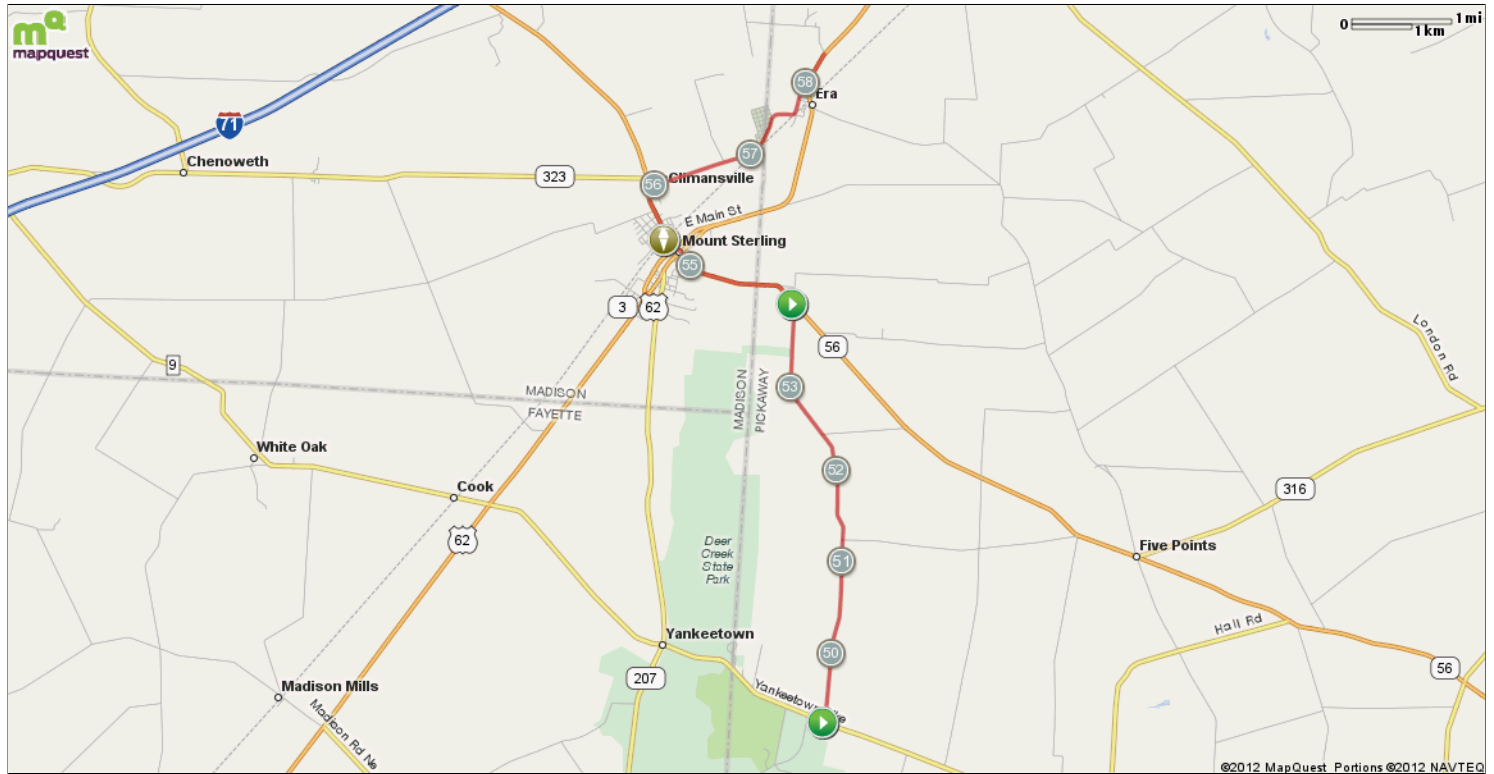 mQ
mapquest
0 1 mi
1 km
58
Era
71
57
Chenoweth
323
56
Climansville
E Main St
Mount Sterling
55
3
62
56
London Rd
9
MADISON
FAYETTE
MADISON
PICKAWAY
53
White Oak
52
Cook
316
62
Deer
Creek
State
Park
51
Five Points
Hall Rd
Yankeetown
50
56
207
Madison Mills
Madison Rd Ne
©2012 MapQuest Portions ©2012 NAVTEQ